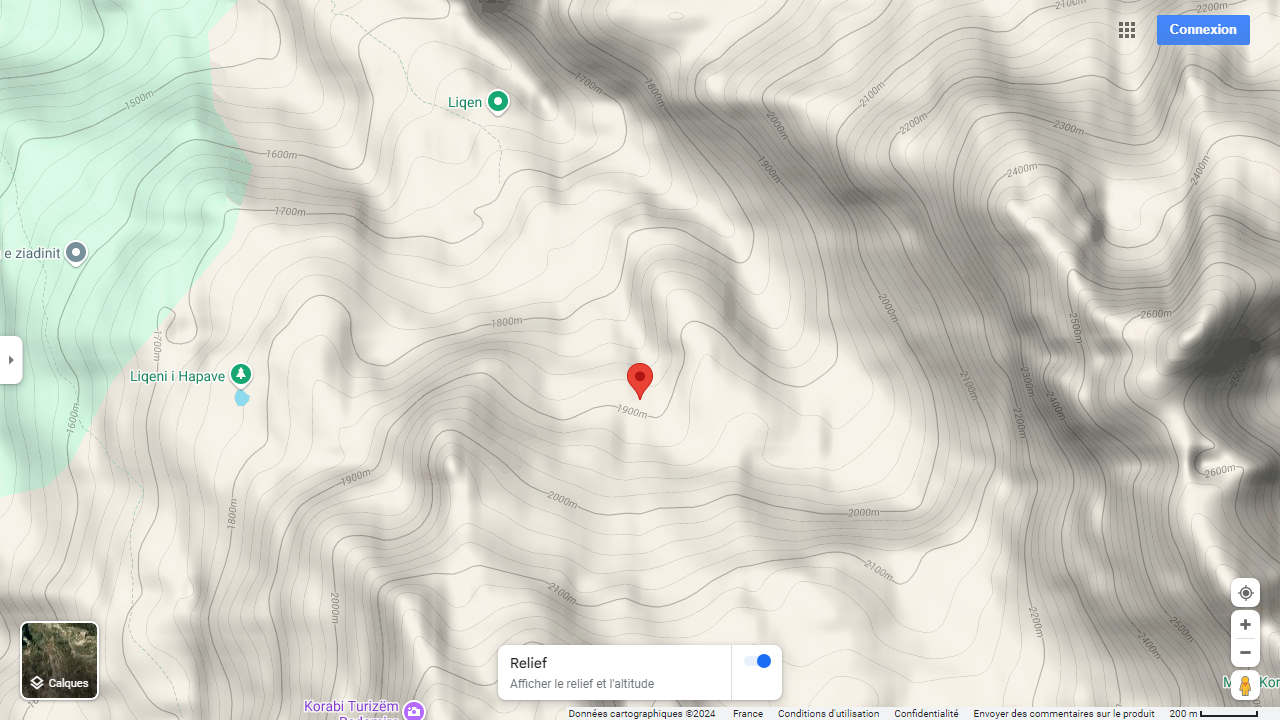 2100m
2200m
Connexion
1700m
1800m
2100m
1500m
Liqen
2000m
2200m
2300m
1600m
1900m
2400m
2400m
1700m
e ziadinit
2000m
2600m
1800m
2500m
1700m
Liqeni i Hapave
2100m
2300m
2500m
2400m
1900m
1600m
2200m
1900m
2600m
2000m
1800m
2000m
2100m
2100m
2000m
2200m
2500m
2400m
Relief
Afficher le relief et l'altitude
Calques
Korabi Turizëm
Données cartographiques ©2024 France Conditions d'utilisation Confidentialité Envoyer des commentaires sur le produit 200 m